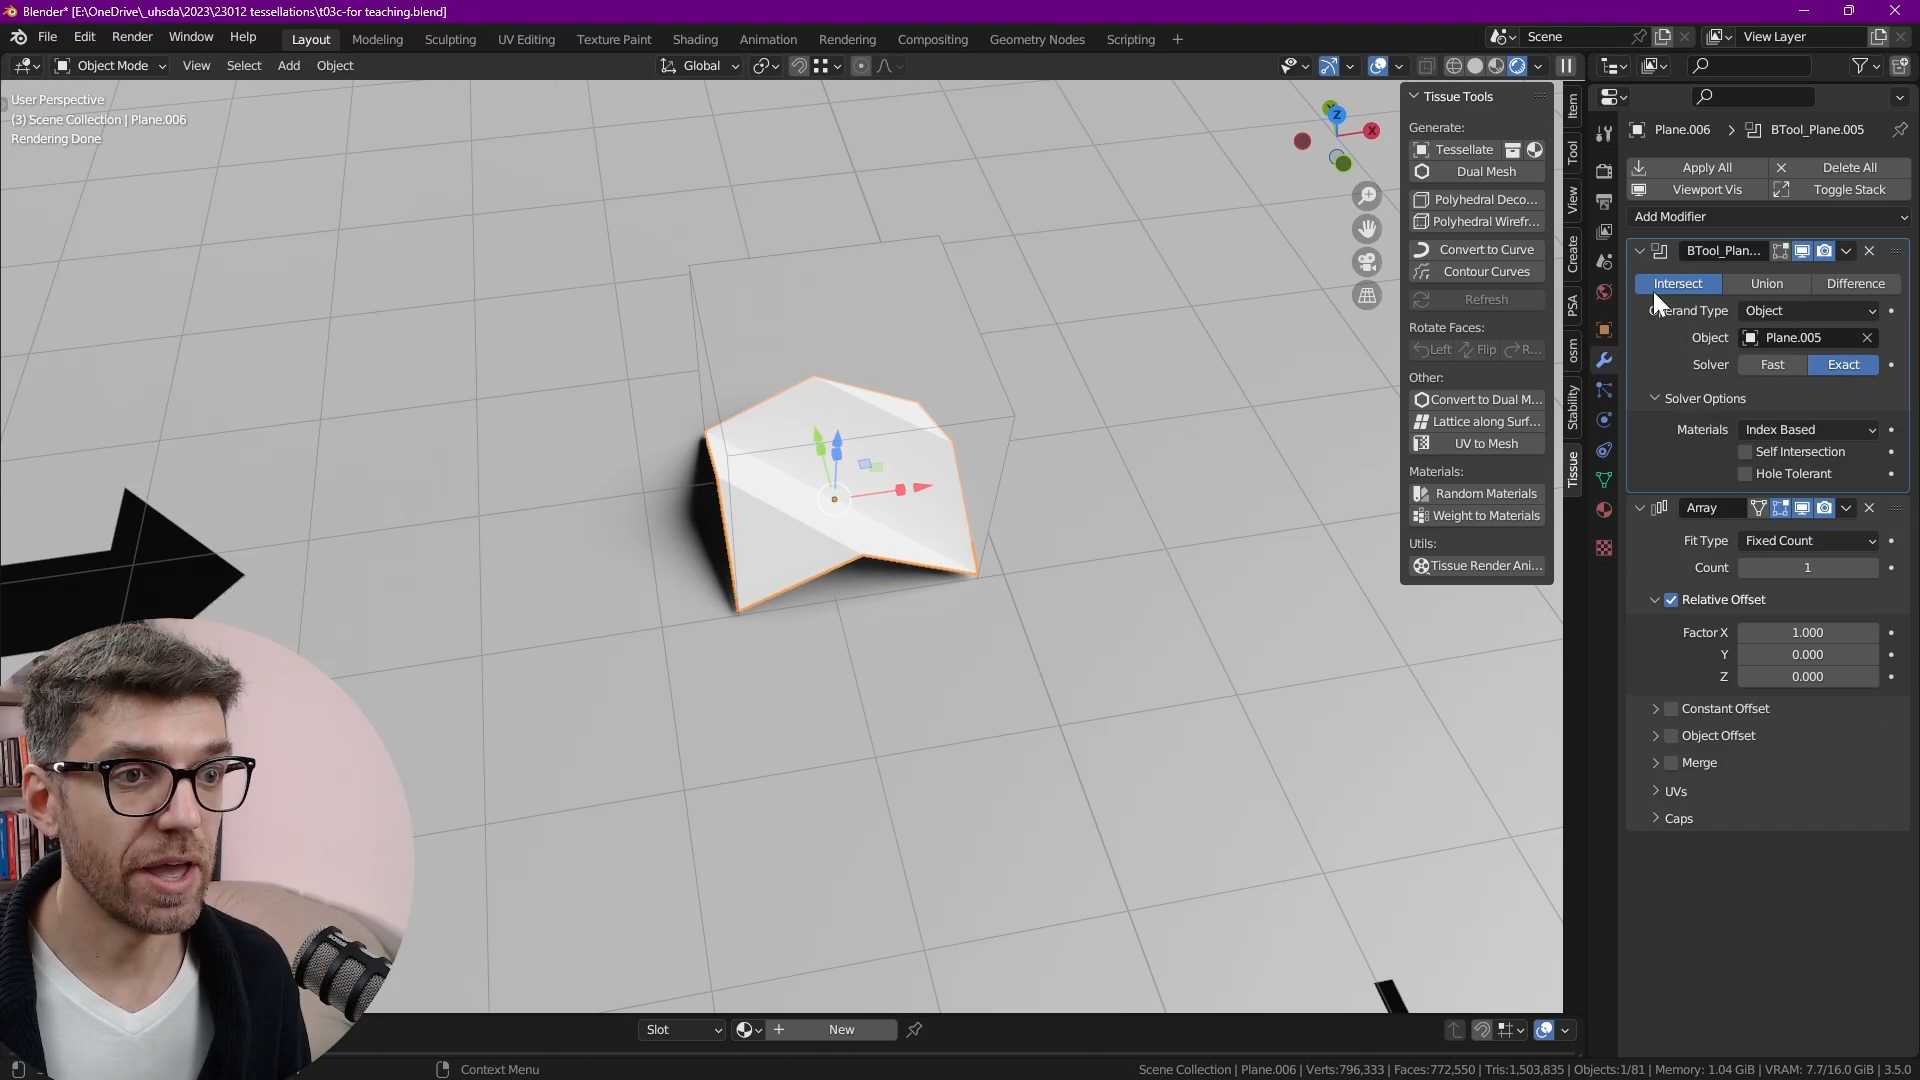 Blender* [E:\OneDrive\_uhsda\2023\23012 tessellations\t03c-for teaching.blend]
File Edit Render Window Help Layout Modeling Sculpting UV Editing Texture Paint Shading Animation Rendering Compositing Geometry Nodes Scripting + Scene View Layer
Object Mode View Select Add Object Global
User Perspective
(3) Scene Collection | Plane.006
Rendering Done
Z
X
Tissue Tools
Generate:
Tessellate
Dual Mesh
Polyhedral Deco...
Polyhedral Wirefr...
Convert to Curve
Contour Curves
Refresh
Rotate Faces:
Left Flip R...
Other:
Convert to Dual M...
Lattice along Surf...
UV to Mesh
Materials:
Random Materials
Weight to Materials
Utils:
Tissue Render Ani...
Item
Tool
View
Create
PSA
osm
Stability
Tissue
Plane.006 > BTool_Plane.005
Apply All Delete All
Viewport Vis Toggle Stack
Add Modifier
BTool_Plan...
Intersect Union Difference
Operand Type Object
Object Plane.005
Solver Fast Exact
Solver Options
Materials Index Based
Self Intersection
Hole Tolerant
Array
Fit Type Fixed Count
Count 1
Relative Offset
Factor X 1.000
Y 0.000
Z 0.000
Constant Offset
Object Offset
Merge
UVs
Caps
Slot + New
Context Menu
Scene Collection | Plane.006 | Verts:796,333 | Faces:772,550 | Tris:1,503,835 | Objects:1/81 | Memory: 1.04 GiB | VRAM: 7.7/16.0 GiB | 3.5.0